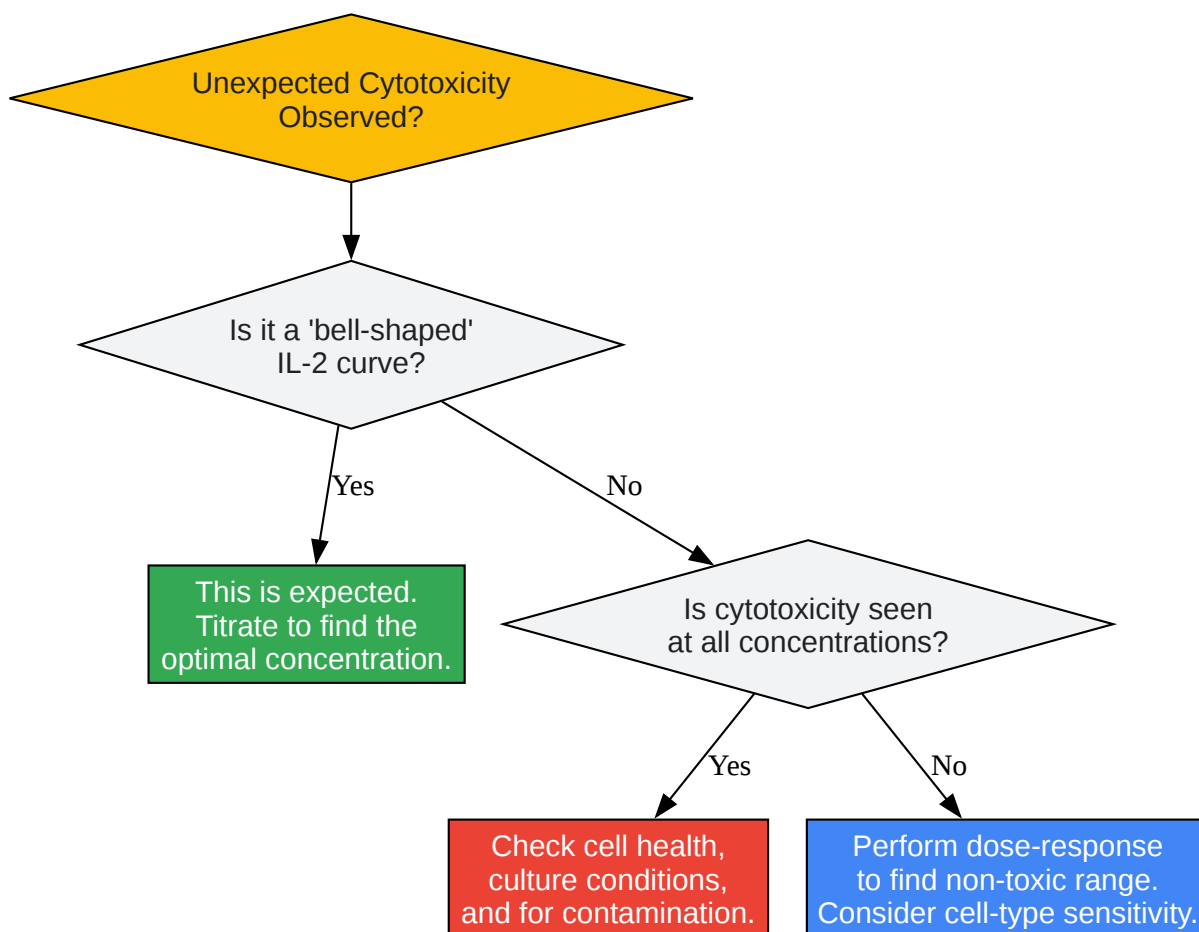 Unexpected Cytotoxicity
Observed?
Is it a 'bell-shaped'
IL-2 curve?
Yes
No
This is expected.
Titrate to find the
optimal concentration.
Is cytotoxicity seen
at all concentrations?
Yes
No
Check cell health,
culture conditions,
and for contamination.
Perform dose-response
to find non-toxic range.
Consider cell-type sensitivity.